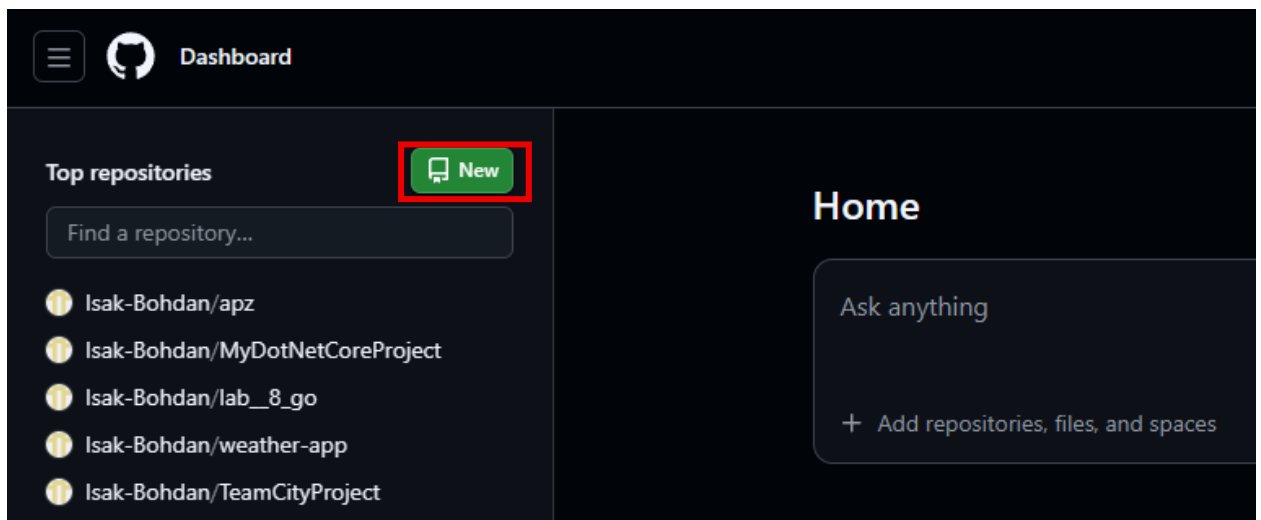 Dashboard
Top repositories
New
Find a repository...
Home
Ask anything
Add repositories, files, and spaces
Isak-Bohdan/apz
Isak-Bohdan/MyDotNetCoreProject
Isak-Bohdan/lab__8_go
Isak-Bohdan/weather-app
Isak-Bohdan/TeamCityProject